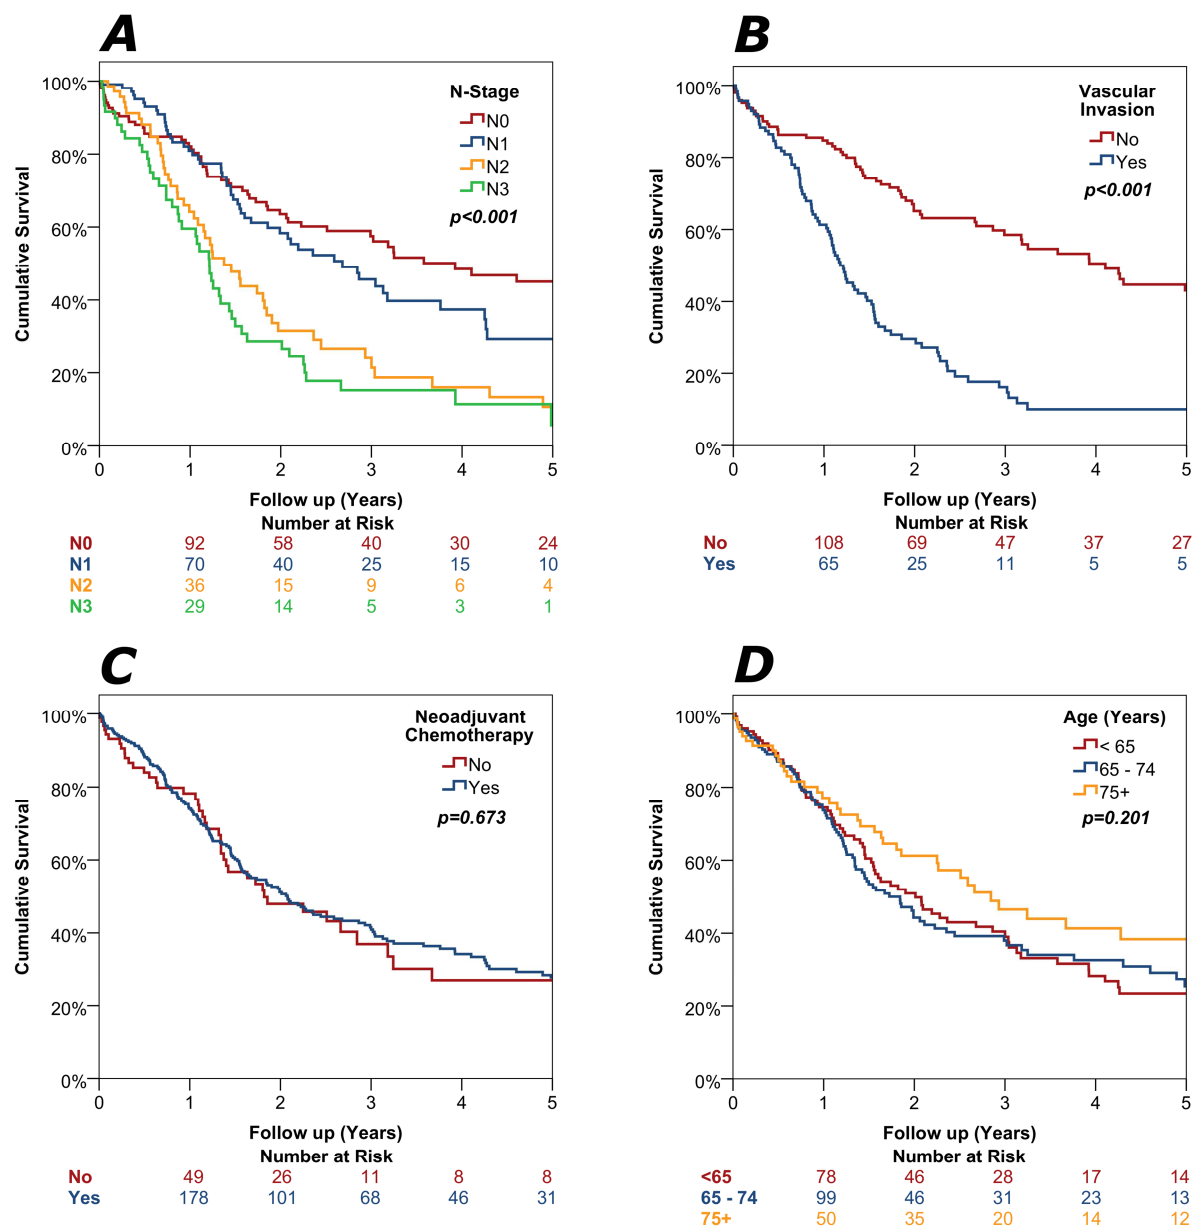 A
100%
80%
60%
40%
20%
0%
Cumulative Survival
N-Stage
N0
N1
N2
N3
p<0.001
0 1 2 3 4 5
Follow up (Years)
Number at Risk
N0 92 58 40 30 24
N1 70 40 25 15 10
N2 36 15 9 6 4
N3 29 14 5 3 1
B
100%
80%
60%
40%
20%
0%
Cumulative Survival
Vascular
Invasion
No
Yes
p<0.001
0 1 2 3 4 5
Follow up (Years)
Number at Risk
No 108 69 47 37 27
Yes 65 25 11 5 5
C
100%
80%
60%
40%
20%
0%
Cumulative Survival
Neoadjuvant
Chemotherapy
No
Yes
p=0.673
0 1 2 3 4 5
Follow up (Years)
Number at Risk
No 49 26 11 8 8
Yes 178 101 68 46 31
D
100%
80%
60%
40%
20%
0%
Cumulative Survival
Age (Years)
< 65
65 - 74
75+
p=0.201
0 1 2 3 4 5
Follow up (Years)
Number at Risk
<65 78 46 28 17 14
65 - 74 99 46 31 23 13
75+ 50 35 20 14 12